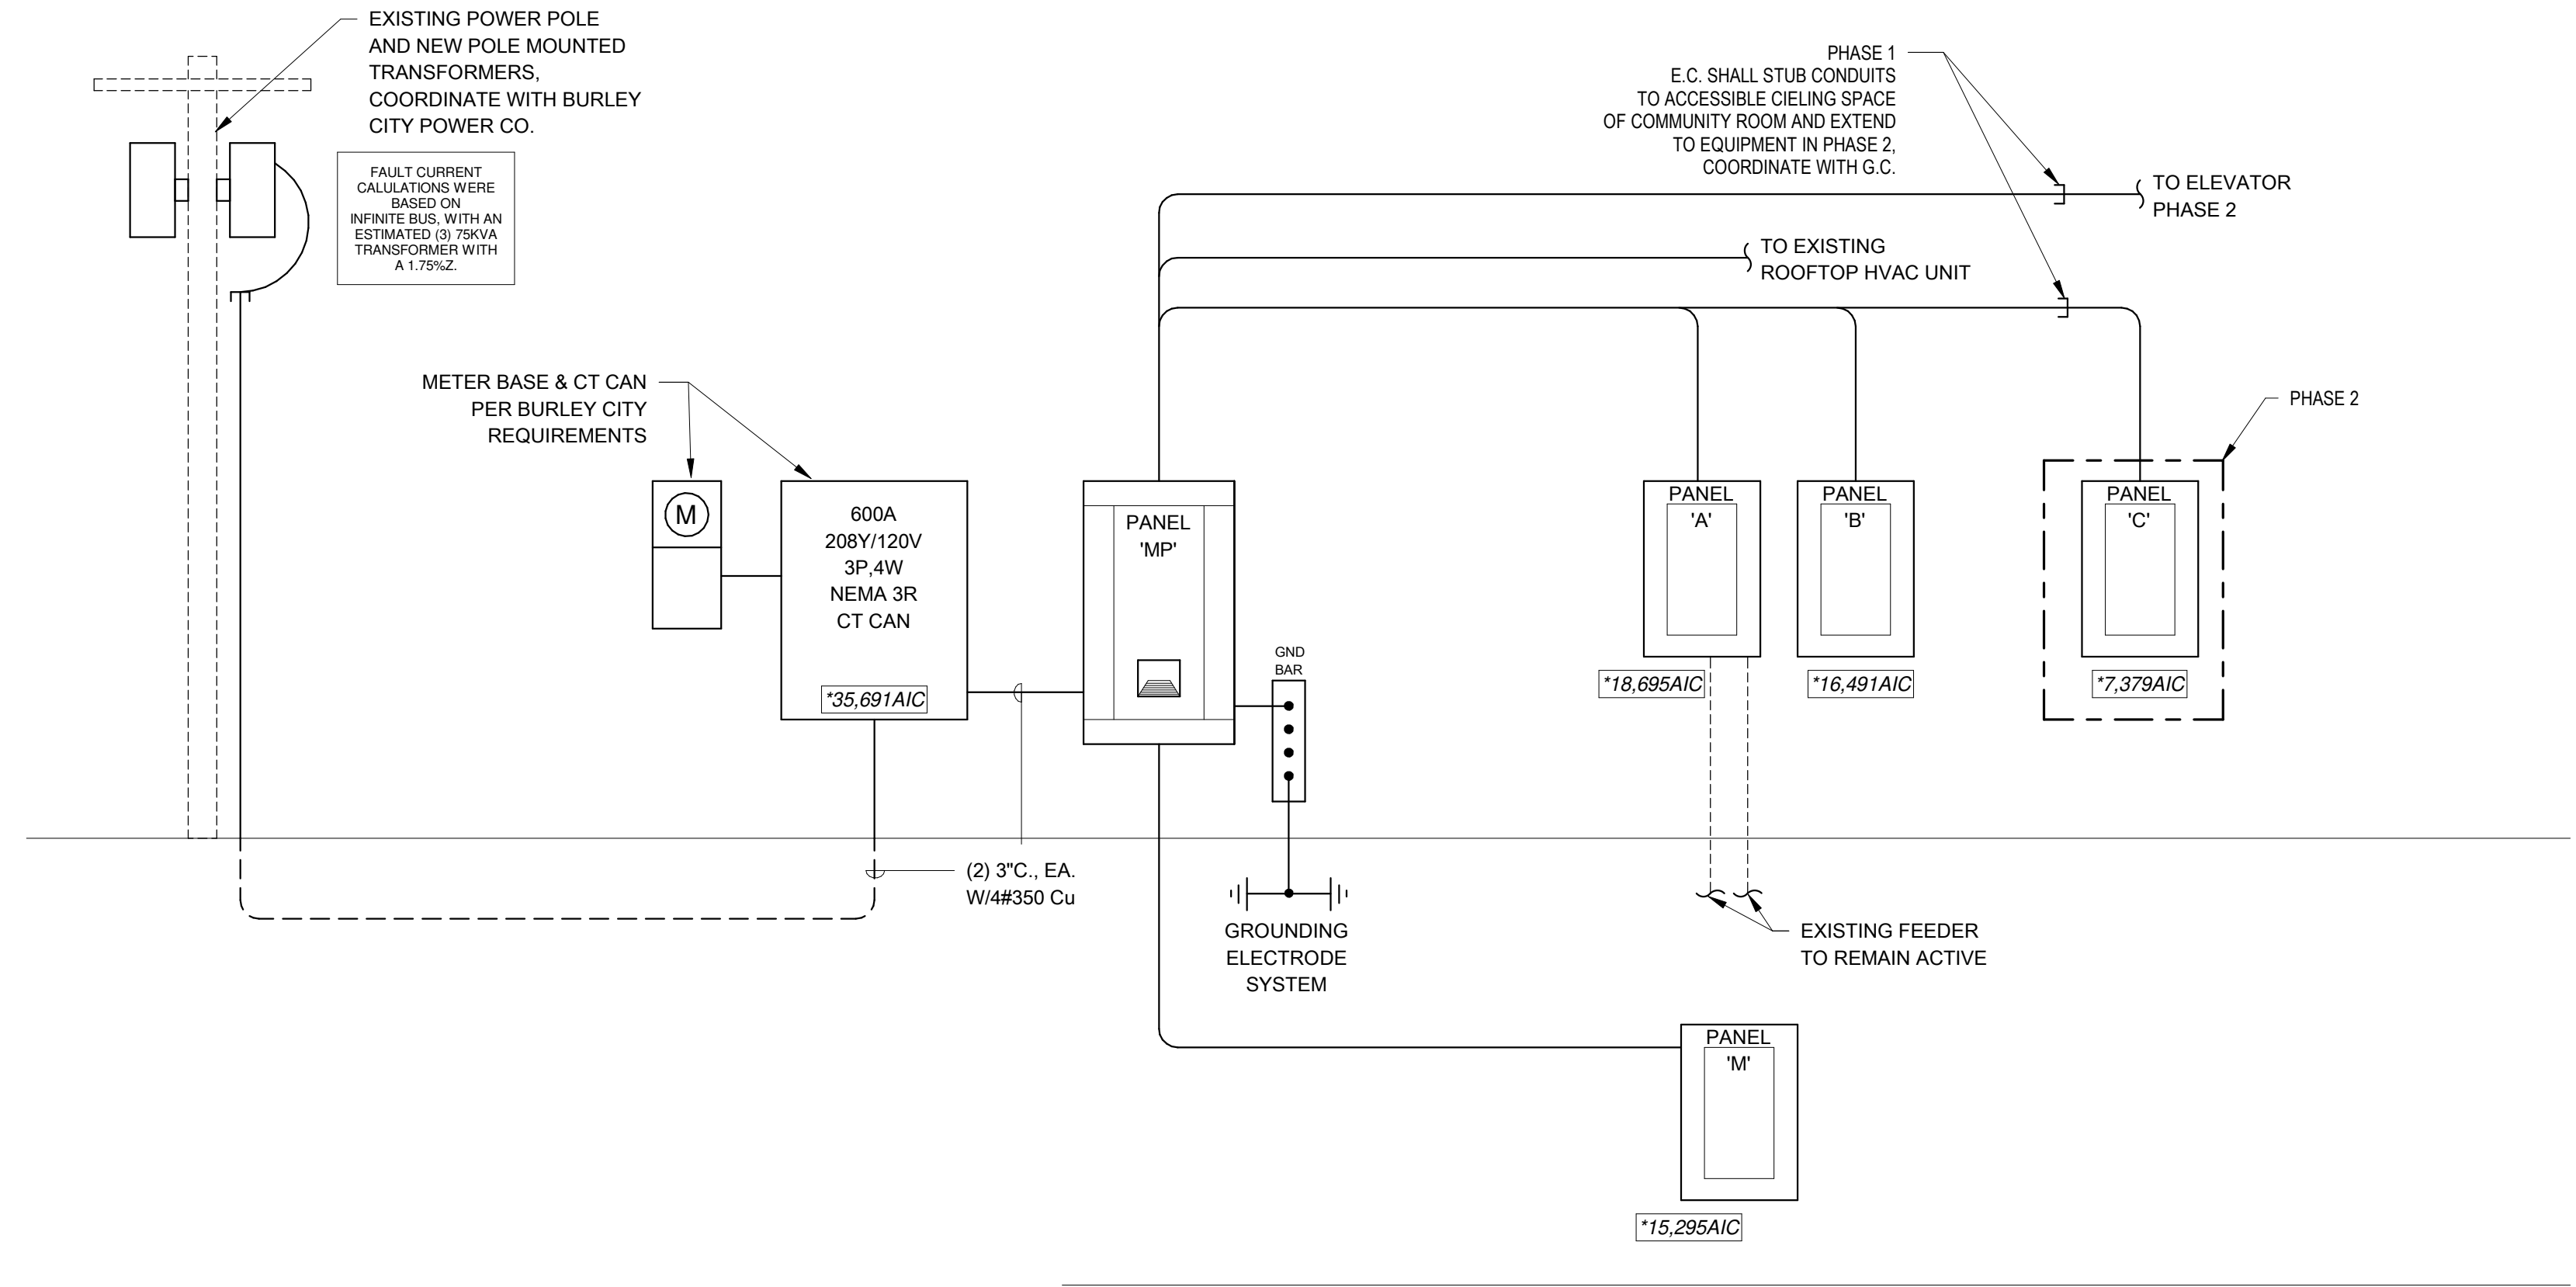 EXISTING POWER POLE
AND NEW POLE MOUNTED
TRANSFORMERS,
COORDINATE WITH BURLEY
CITY POWER CO.
FAULT CURRENT
CALULATIONS WERE
BASED ON
INFINITE BUS, WITH AN
ESTIMATED (3) 75KVA
TRANSFORMER WITH
A 1.75%Z.
PHASE 1
E.C. SHALL STUB CONDUITS
TO ACCESSIBLE CIELING SPACE
OF COMMUNITY ROOM AND EXTEND
TO EQUIPMENT IN PHASE 2,
COORDINATE WITH G.C.
TO ELEVATOR
PHASE 2
TO EXISTING
ROOFTOP HVAC UNIT
METER BASE & CT CAN
PER BURLEY CITY
REQUIREMENTS
PHASE 2
M
600A
208Y/120V
3P,4W
NEMA 3R
CT CAN
*35,691AIC
PANEL
'MP'
GND
BAR
PANEL
'A'
*18,695AIC
PANEL
'B'
*16,491AIC
PANEL
'C'
*7,379AIC
(2) 3"C., EA.
W/4#350 Cu
GROUNDING
ELECTRODE
SYSTEM
EXISTING FEEDER
TO REMAIN ACTIVE
PANEL
'M'
*15,295AIC